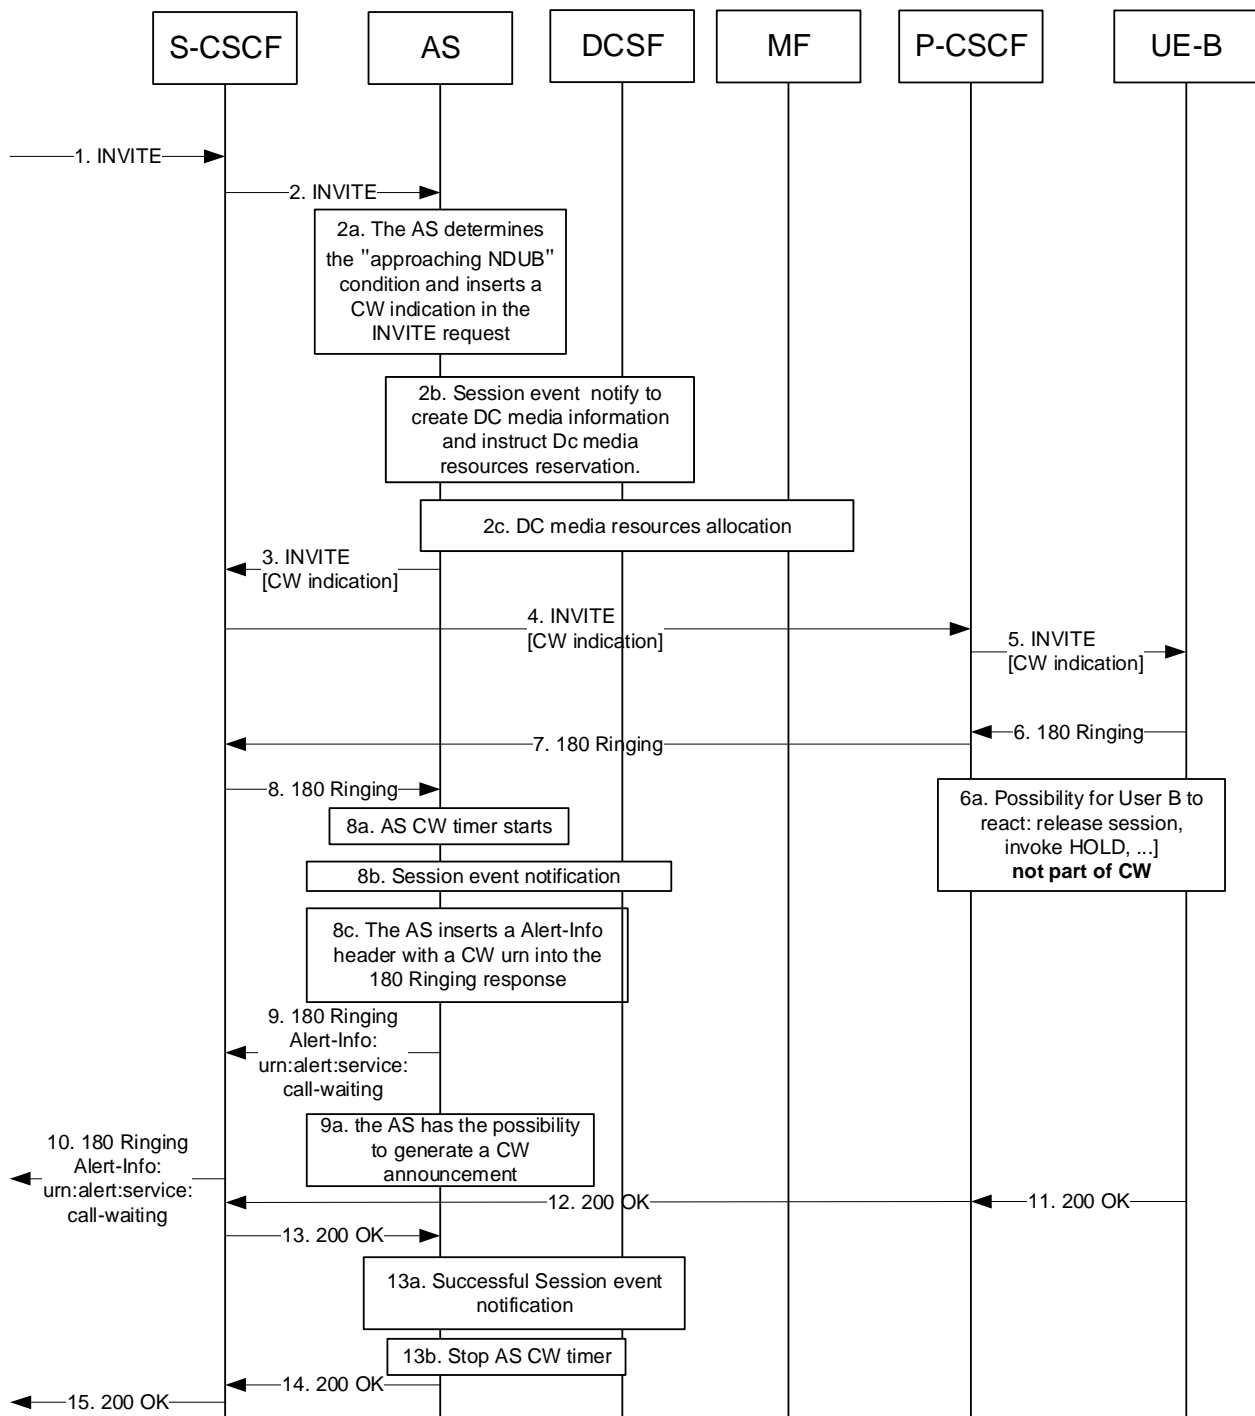 S-CSCF
AS
DCSF
MF
P-CSCF
UE-B
1. INVITE
2. INVITE
2a. The AS determines
the "approaching NDUB"
condition and inserts a
CW indication in the
INVITE request
2b. Session event notify to
create DC media information
and instruct Dc media
resources reservation.
2c. DC media resources allocation
3. INVITE
[CW indication]
4. INVITE
[CW indication]
5. INVITE
[CW indication]
6. 180 Ringing
7. 180 Ringing
8. 180 Ringing
6a. Possibility for User B to
react: release session,
invoke HOLD, ...]
not part of CW
8a. AS CW timer starts
8b. Session event notification
8c. The AS inserts a Alert-Info
header with a CW urn into the
180 Ringing response
9. 180 Ringing
Alert-Info:
urn:alert:service:
call-waiting
9a. the AS has the possibility
to generate a CW
announcement
10. 180 Ringing
Alert-Info:
urn:alert:service:
call-waiting
11. 200 OK
12. 200 OK
13. 200 OK
13a. Successful Session event
notification
13b. Stop AS CW timer
14. 200 OK
15. 200 OK